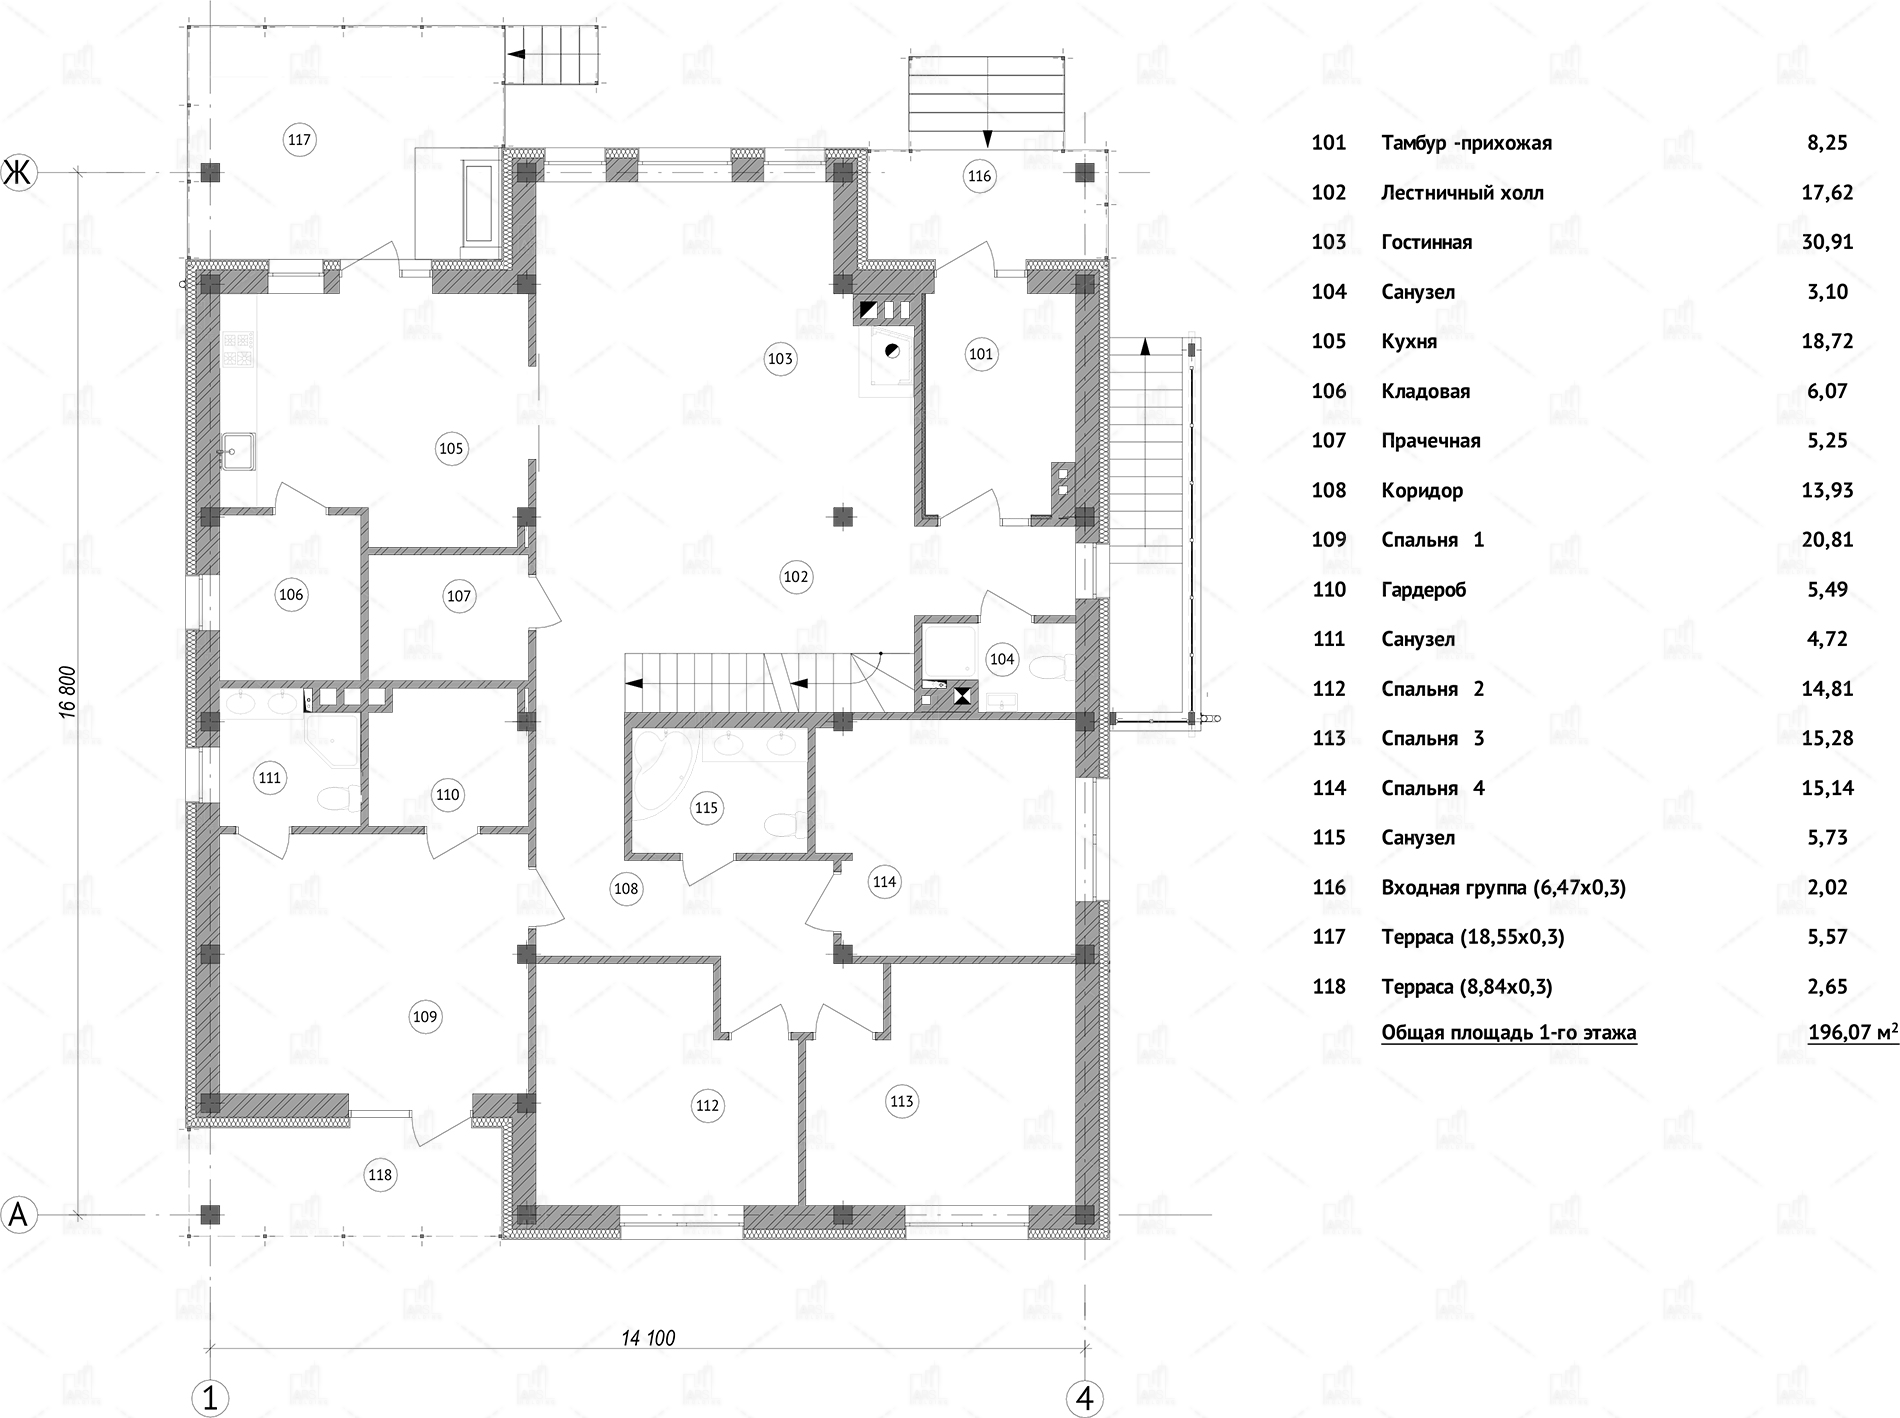 101 Тамбур -прихожая 8,25
102 Лестничный холл 17,62
103 Гостинная 30,91
104 Санузел 3,10
105 Кухня 18,72
106 Кладовая 6,07
107 Прачечная 5,25
108 Коридор 13,93
109 Спальня 1 20,81
110 Гардероб 5,49
111 Санузел 4,72
112 Спальня 2 14,81
113 Спальня 3 15,28
114 Спальня 4 15,14
115 Санузел 5,73
116 Входная группа (6,47x0,3) 2,02
117 Терраса (18,55x0,3) 5,57
118 Терраса (8,84x0,3) 2,65
Общая площадь 1-го этажа 196,07 м²
117
116
Ж
103
101
105
102
106
107
104
16 800
111
110
115
108
114
109
112
113
118
А
14 100
1
4